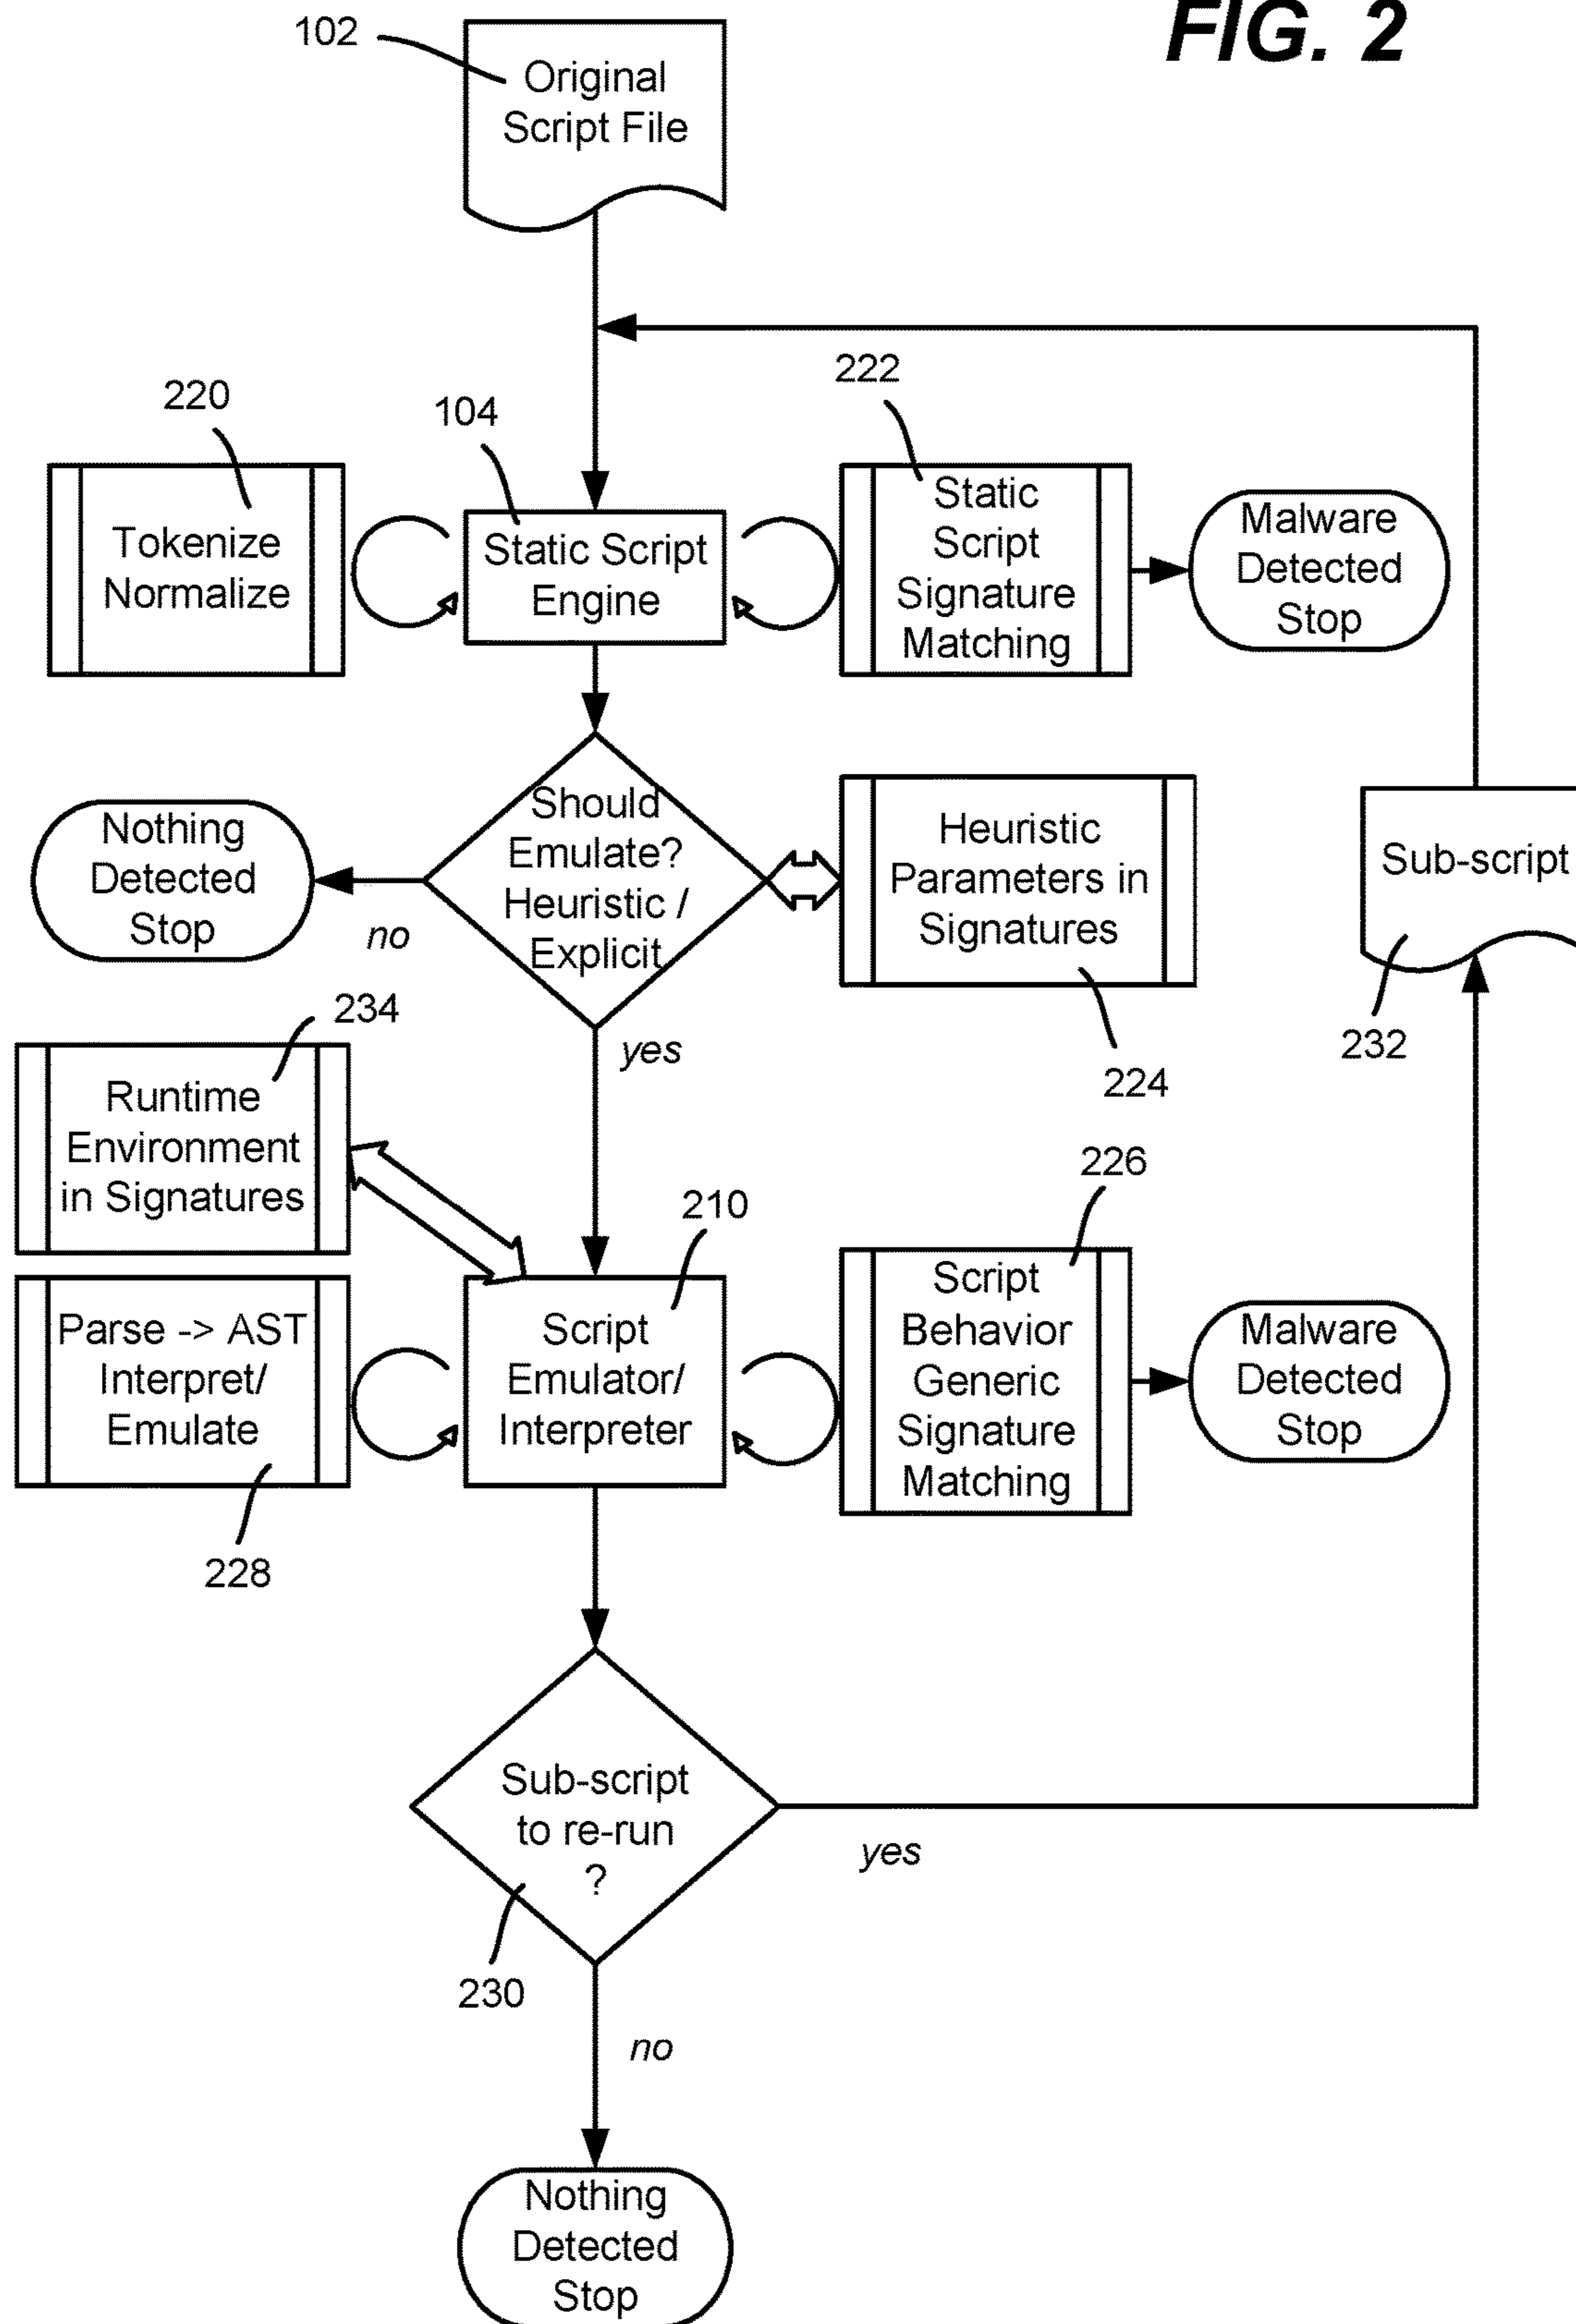 FIG. 2
102
Original
Script File
222
220
104
Tokenize
Normalize
Static Script
Engine
Static
Script
Signature
Matching
Malware
Detected
Stop
Nothing
Detected
Stop
no
Should
Emulate?
Heuristic /
Explicit
yes
Heuristic
Parameters in
Signatures
224
Sub-script
232
234
Runtime
Environment
in Signatures
210
226
Parse -> AST
Interpret/
Emulate
228
Script
Emulator/
Interpreter
Script
Behavior
Generic
Signature
Matching
Malware
Detected
Stop
Sub-script
to re-run
?
yes
230
no
Nothing
Detected
Stop